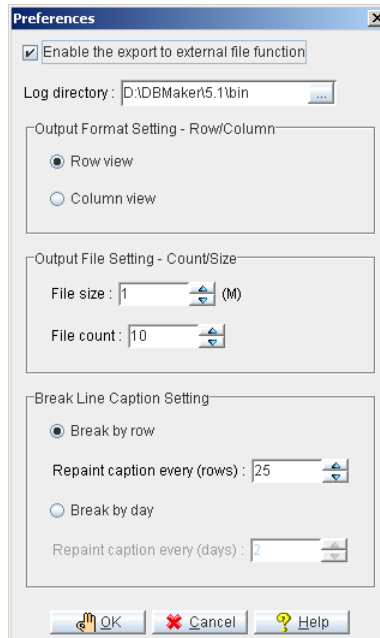 Preferences
Enable the export to external file function
Log directory : D:\DBMaker\5.1\bin ...
Output Format Setting - Row/Column
Row view
Column view
Output File Setting - Count/Size
File size : 1 (M)
File count : 10
Break Line Caption Setting
Break by row
Repaint caption every (rows) : 25
Break by day
Repaint caption every (days) : 2
OK Cancel Help